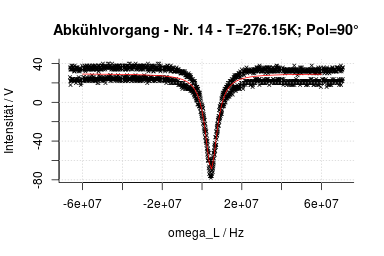 Abkühlvorgang - Nr. 14 - T=276.15K; Pol=90°
Intensität / V
40
0
-40
-80
-6e+07 -2e+07 2e+07 6e+07
omega_L / Hz